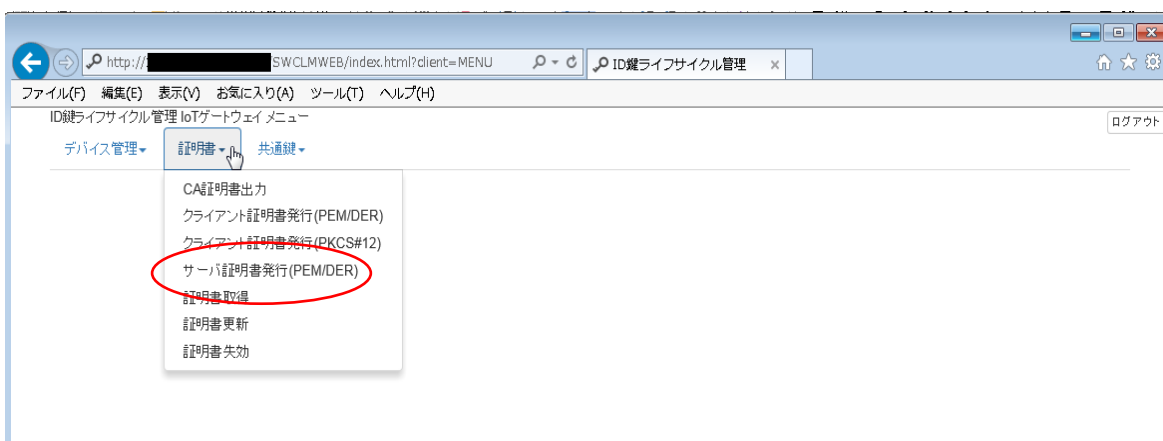 http://
SWCLMWEB/index.html?client=MENU
ID鍵ライフサイクル管理
ファイル(F) 編集(E) 表示(V) お気に入り(A) ツール(T) ヘルプ(H)
ID鍵ライフサイクル管理 IoTゲートウェイ メニュー
ログアウト
デバイス管理 証明書 共通鍵
CA証明書出力
クライアント証明書発行(PEM/DER)
クライアント証明書発行(PKCS#12)
サーバ証明書発行(PEM/DER)
証明書取得
証明書更新
証明書失効